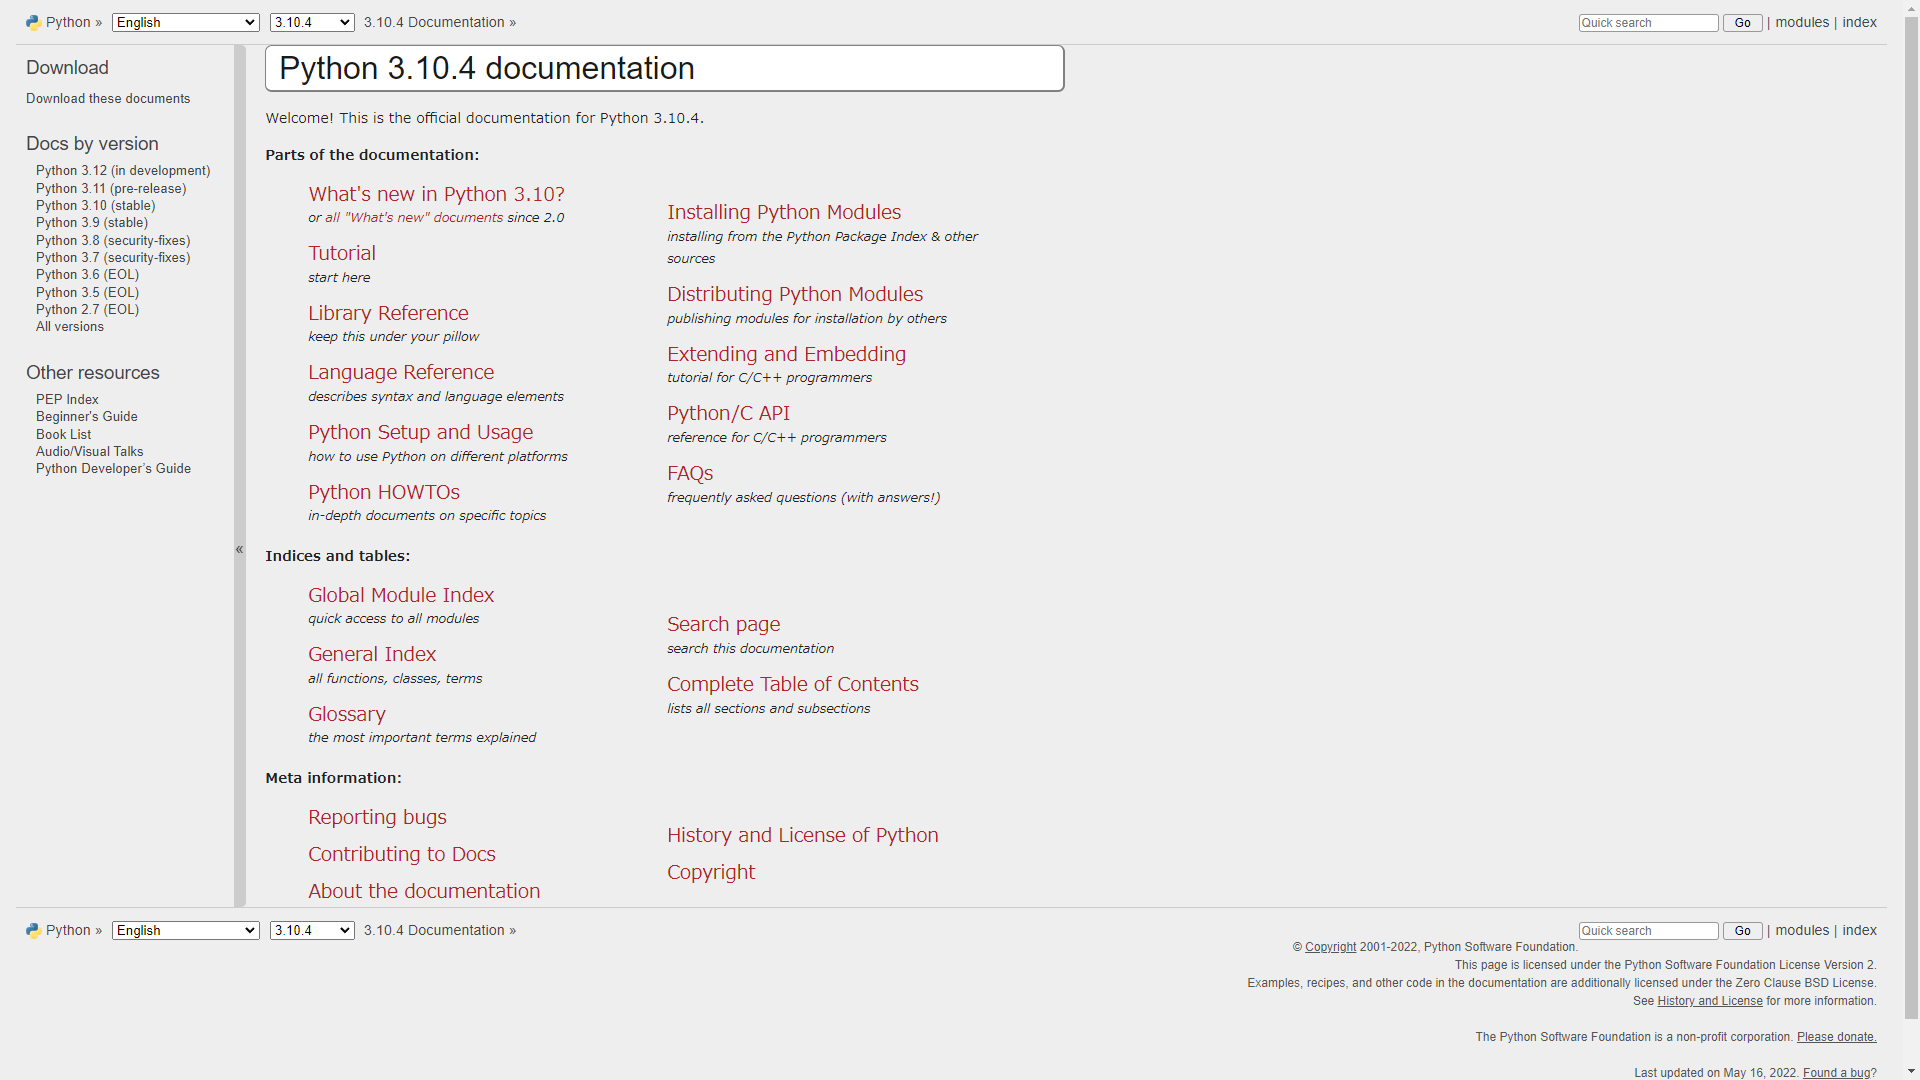 Python »
English
3.10.4
3.10.4 Documentation »
Quick search
Go
| modules | index
Download
Download these documents
Docs by version
Python 3.12 (in development)
Python 3.11 (pre-release)
Python 3.10 (stable)
Python 3.9 (stable)
Python 3.8 (security-fixes)
Python 3.7 (security-fixes)
Python 3.6 (EOL)
Python 3.5 (EOL)
Python 2.7 (EOL)
All versions
Other resources
PEP Index
Beginner's Guide
Book List
Audio/Visual Talks
Python Developer's Guide
«
Python 3.10.4 documentation
Welcome! This is the official documentation for Python 3.10.4.
Parts of the documentation:
What's new in Python 3.10?
or all "What's new" documents since 2.0
Tutorial
start here
Library Reference
keep this under your pillow
Language Reference
describes syntax and language elements
Python Setup and Usage
how to use Python on different platforms
Python HOWTOs
in-depth documents on specific topics
Installing Python Modules
installing from the Python Package Index & other
sources
Distributing Python Modules
publishing modules for installation by others
Extending and Embedding
tutorial for C/C++ programmers
Python/C API
reference for C/C++ programmers
FAQs
frequently asked questions (with answers!)
Indices and tables:
Global Module Index
quick access to all modules
General Index
all functions, classes, terms
Glossary
the most important terms explained
Search page
search this documentation
Complete Table of Contents
lists all sections and subsections
Meta information:
Reporting bugs
Contributing to Docs
About the documentation
History and License of Python
Copyright
Python »
English
3.10.4
3.10.4 Documentation »
Quick search
Go
| modules | index
© Copyright 2001-2022, Python Software Foundation.
This page is licensed under the Python Software Foundation License Version 2.
Examples, recipes, and other code in the documentation are additionally licensed under the Zero Clause BSD License.
See History and License for more information.
The Python Software Foundation is a non-profit corporation. Please donate.
Last updated on May 16, 2022. Found a bug?